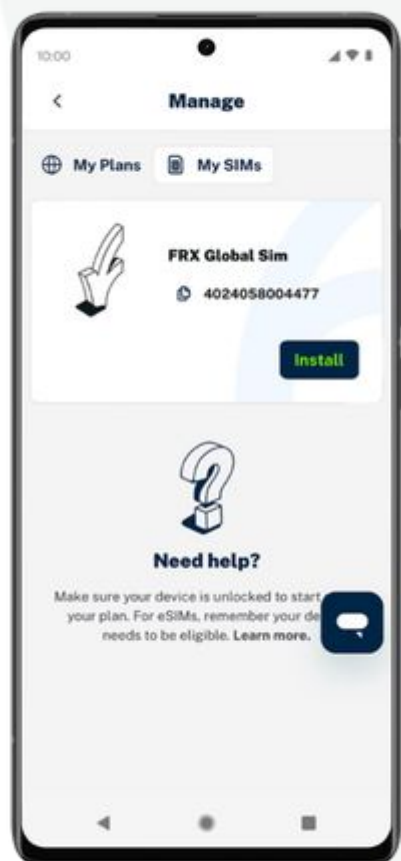 10:00
Manage
My Plans
My SIMs
FRX Global Sim
4024058004477
Install
Need help?
Make sure your device is unlocked to start
your plan. For eSIMs, remember your de
needs to be eligible. Learn more.